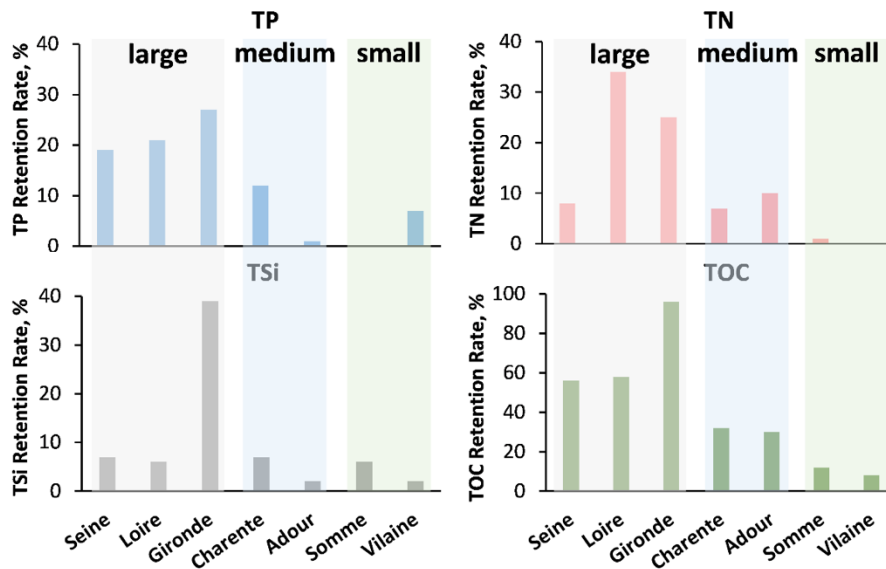 TP
TP Retention Rate, %
40
30
20
10
0
large
medium
small
TN
TN Retention Rate, %
40
30
20
10
0
large
medium
small
TSi
TSi Retention Rate, %
40
30
20
10
0
Seine
Loire
Gironde
Charente
Adour
Somme
Vilaine
TOC
TOC Retention Rate, %
100
80
60
40
20
0
Seine
Loire
Gironde
Charente
Adour
Somme
Vilaine